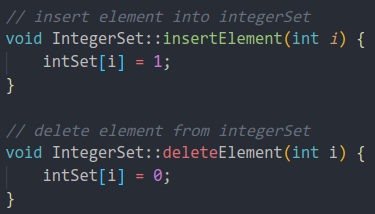 // insert element into integerSet
void IntegerSet::insertElement(int i) {
    intSet[i] = 1;
}

// delete element from integerSet
void IntegerSet::deleteElement(int i) {
    intSet[i] = 0;
}